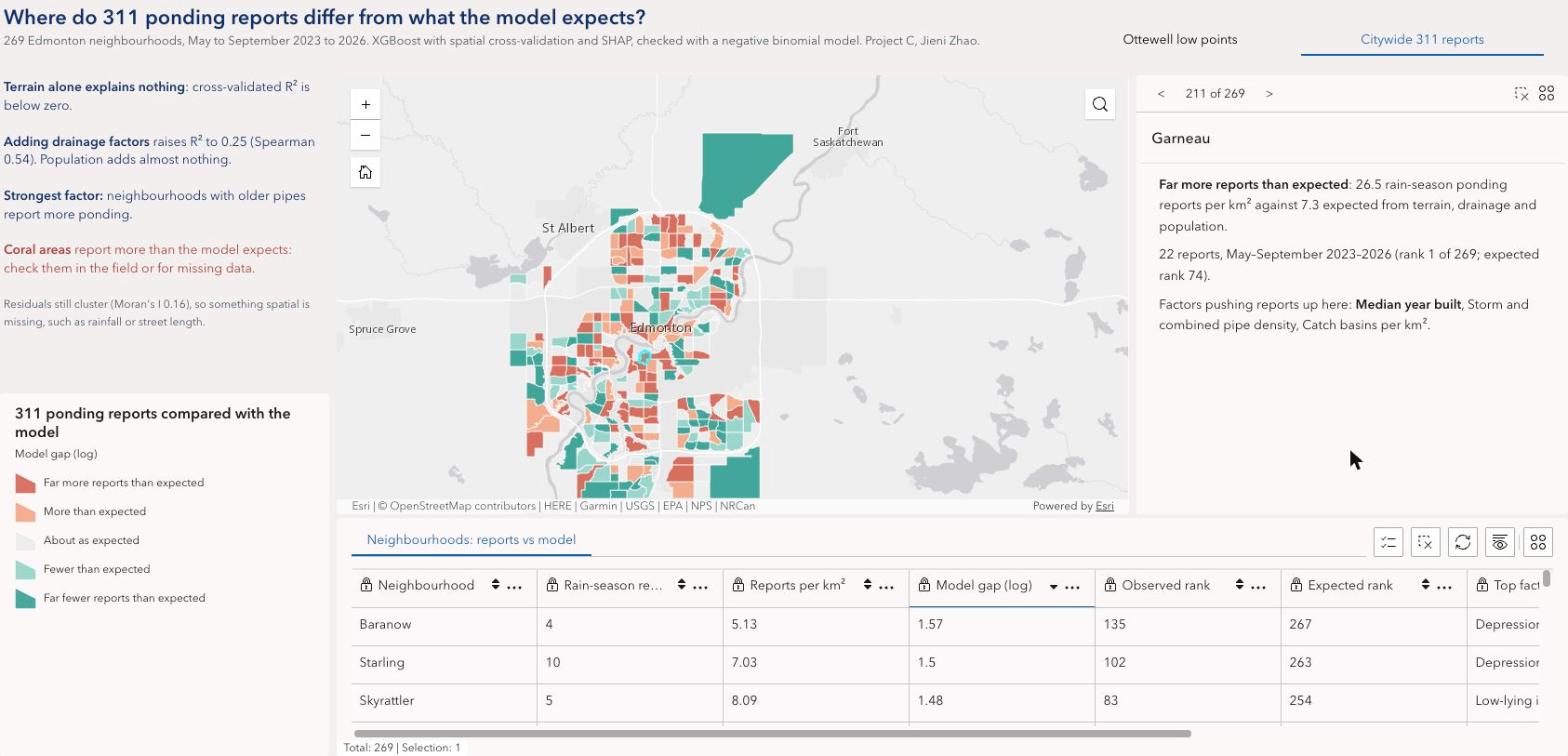 Where do 311 ponding reports differ from what the model expects?
269 Edmonton neighbourhoods, May to September 2023 to 2026. XGBoost with spatial cross-validation and SHAP, checked with a negative binomial model. Project C, Jieni Zhao.
Ottewell low points
Citywide 311 reports
Terrain alone explains nothing: cross-validated R² is
below zero.
Adding drainage factors raises R² to 0.25 (Spearman
0.54). Population adds almost nothing.
Strongest factor: neighbourhoods with older pipes
report more ponding.
Coral areas report more than the model expects:
check them in the field or for missing data.
Residuals still cluster (Moran's I 0.16), so something spatial is
missing, such as rainfall or street length.
311 ponding reports compared with the
model
Model gap (log)
Far more reports than expected
More than expected
About as expected
Fewer than expected
Far fewer reports than expected
+
−
Fort
Saskatchewan
St Albert
Spruce Grove
Edmonton
Esri | © OpenStreetMap contributors | HERE | Garmin | USGS | EPA | NPS | NRCan
Powered by Esri
< 211 of 269 >
Garneau
Far more reports than expected: 26.5 rain-season ponding
reports per km² against 7.3 expected from terrain, drainage and
population.
22 reports, May–September 2023–2026 (rank 1 of 269; expected
rank 74).
Factors pushing reports up here: Median year built, Storm and
combined pipe density, Catch basins per km².
Neighbourhoods: reports vs model
Neighbourhood ... Rain-season re... ... Reports per km² ... Model gap (log) ... Observed rank ... Expected rank ... Top fact
Baranow 4 5.13 1.57 135 267 Depression
Starling 10 7.03 1.5 102 263 Depression
Skyrattler 5 8.09 1.48 83 254 Low-lying i
Total: 269 | Selection: 1